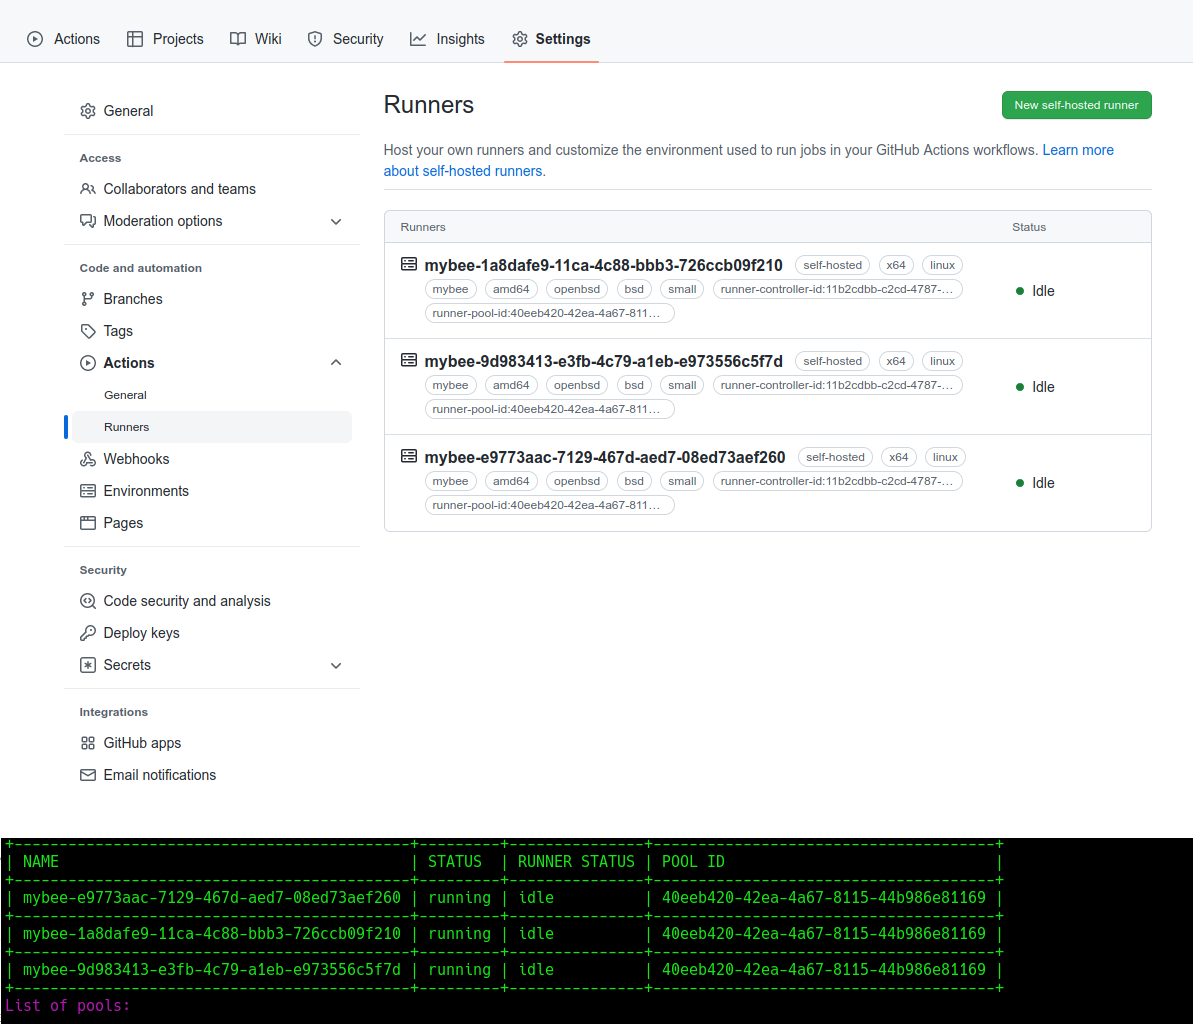 Actions Projects Wiki Security Insights Settings
General
Access
Collaborators and teams
Moderation options
Code and automation
Branches
Tags
Actions
General
Runners
Webhooks
Environments
Pages
Security
Code security and analysis
Deploy keys
Secrets
Integrations
GitHub apps
Email notifications
Runners
New self-hosted runner
Host your own runners and customize the environment used to run jobs in your GitHub Actions workflows. Learn more
about self-hosted runners.
Runners Status
mybee-1a8dafe9-11ca-4c88-bbb3-726ccb09f210 self-hosted x64 linux
mybee amd64 openbsd bsd small runner-controller-id:11b2cdbb-c2cd-4787-...
runner-pool-id:40eeb420-42ea-4a67-811...
Idle
mybee-9d983413-e3fb-4c79-a1eb-e973556c5f7d self-hosted x64 linux
mybee amd64 openbsd bsd small runner-controller-id:11b2cdbb-c2cd-4787-...
runner-pool-id:40eeb420-42ea-4a67-811...
Idle
mybee-e9773aac-7129-467d-aed7-08ed73aef260 self-hosted x64 linux
mybee amd64 openbsd bsd small runner-controller-id:11b2cdbb-c2cd-4787-...
runner-pool-id:40eeb420-42ea-4a67-811...
Idle
| NAME | STATUS | RUNNER STATUS | POOL ID |
| mybee-e9773aac-7129-467d-aed7-08ed73aef260 | running | idle | 40eeb420-42ea-4a67-8115-44b986e81169 |
| mybee-1a8dafe9-11ca-4c88-bbb3-726ccb09f210 | running | idle | 40eeb420-42ea-4a67-8115-44b986e81169 |
| mybee-9d983413-e3fb-4c79-a1eb-e973556c5f7d | running | idle | 40eeb420-42ea-4a67-8115-44b986e81169 |
List of pools: